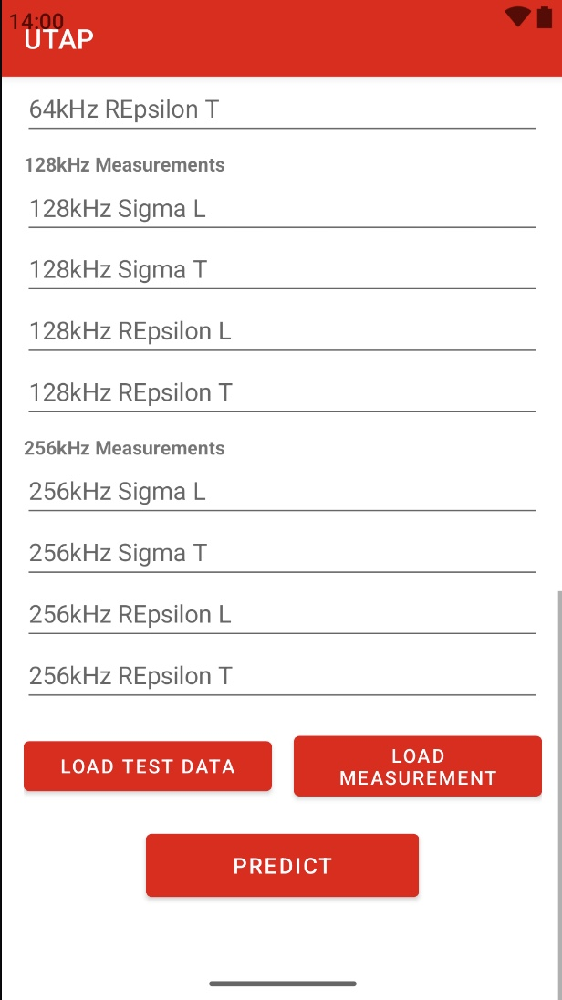 14:00
UTAP
64kHz REpsilon T
128kHz Measurements
128kHz Sigma L
128kHz Sigma T
128kHz REpsilon L
128kHz REpsilon T
256kHz Measurements
256kHz Sigma L
256kHz Sigma T
256kHz REpsilon L
256kHz REpsilon T
LOAD TEST DATA
LOAD
MEASUREMENT
PREDICT